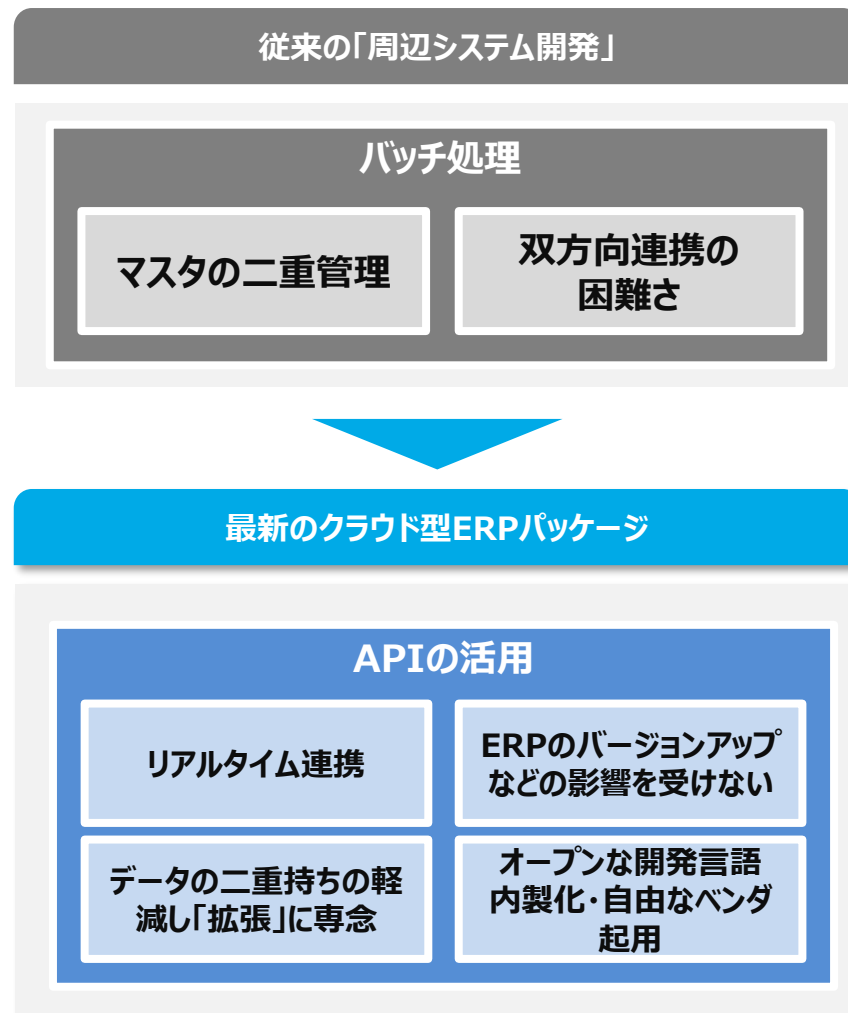 従来の「周辺システム開発」
バッチ処理
マスタの二重管理
双方向連携の
困難さ
最新のクラウド型ERPパッケージ
APIの活用
リアルタイム連携
ERPのバージョンアップ
などの影響を受けない
データの二重持ちの軽
減し「拡張」に専念
オープンな開発言語
内製化・自由なベンダ
起用